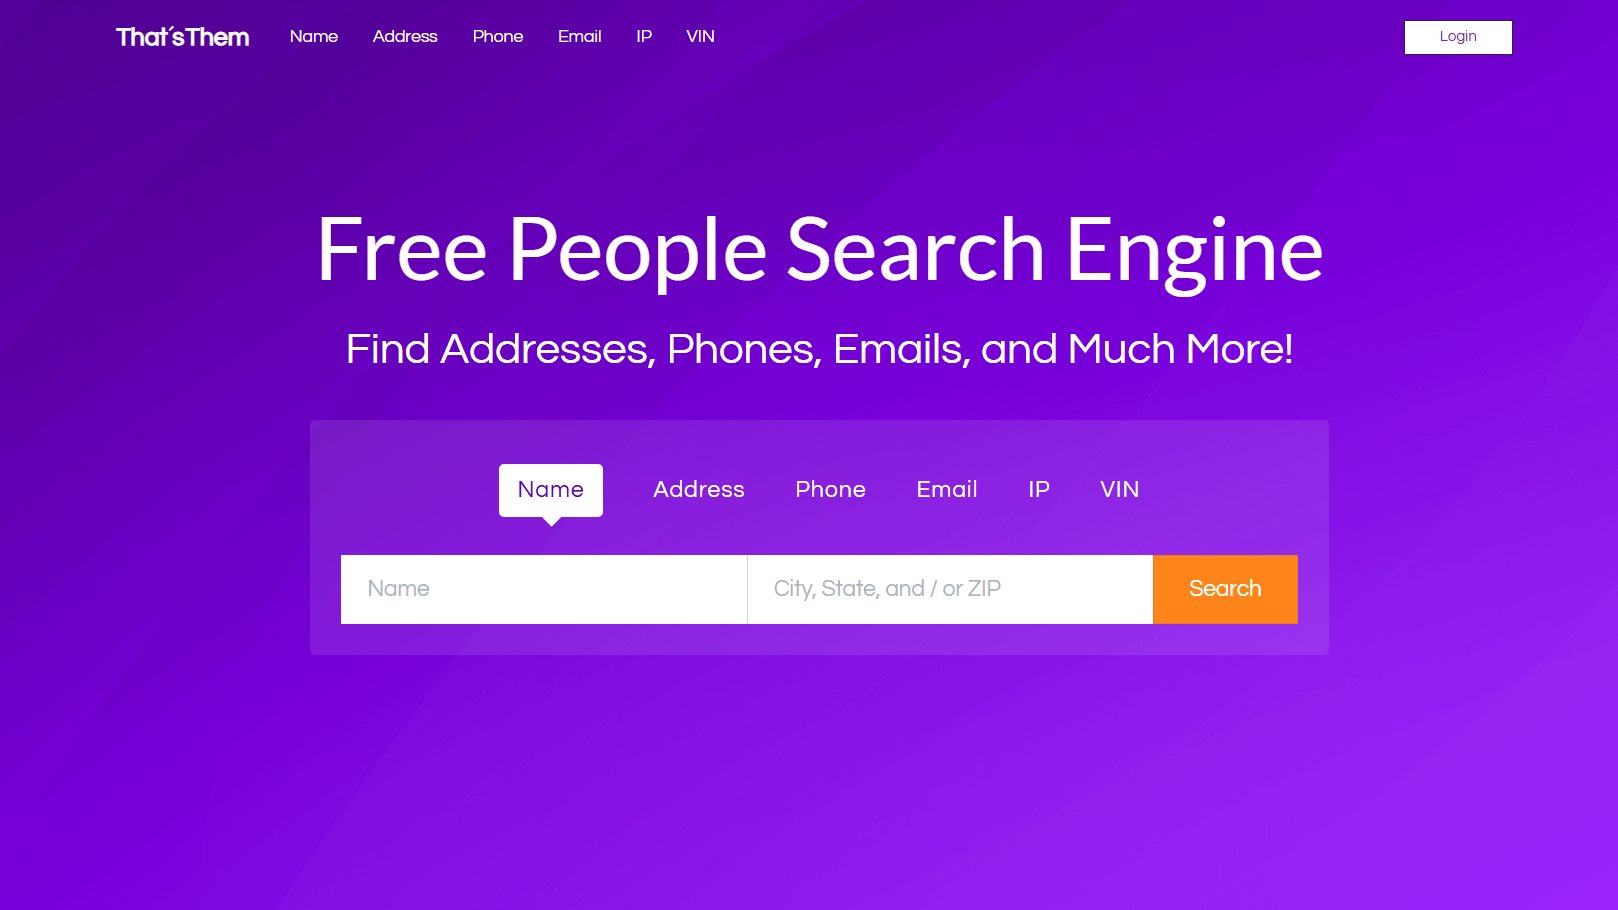 That´sThem Name Address Phone Email IP VIN Login
Free People Search Engine
Find Addresses, Phones, Emails, and Much More!
Name Address Phone Email IP VIN
Name City, State, and / or ZIP Search